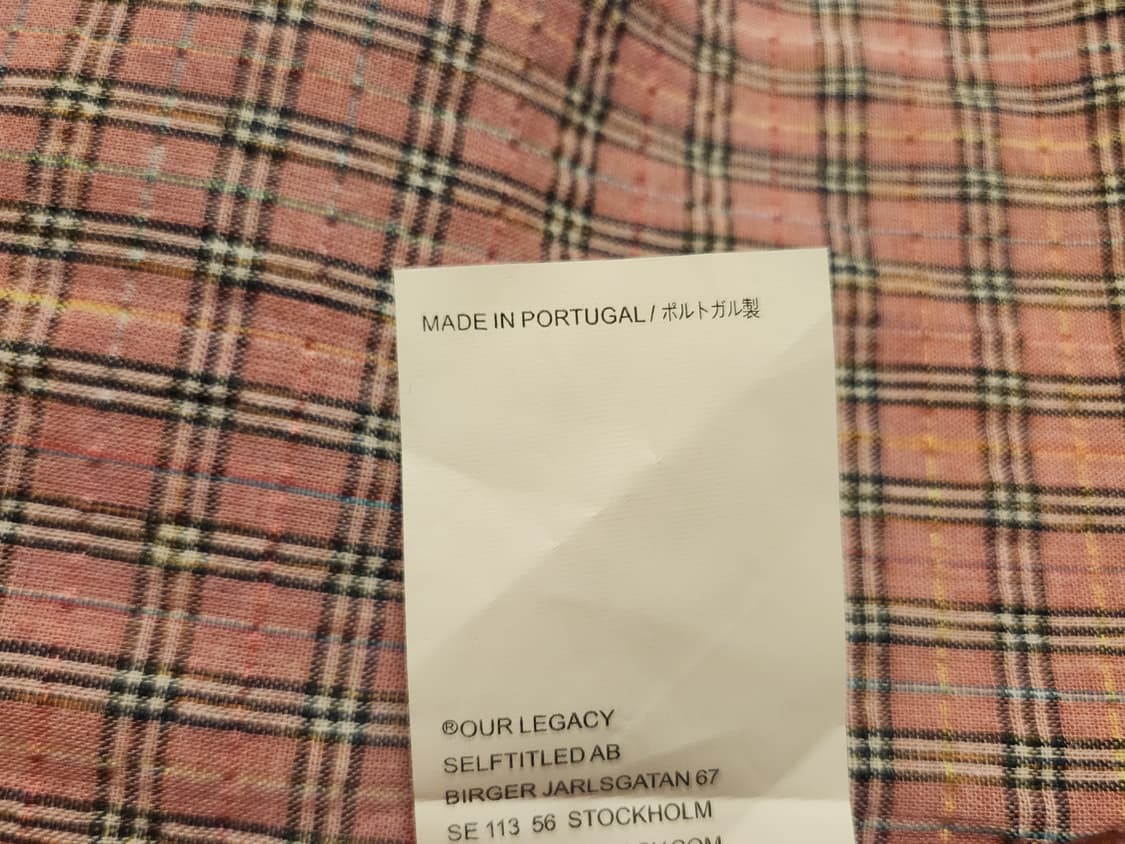 MADE IN PORTUGAL / ポルトガル製
®OUR LEGACY
SELFTITLED AB
BIRGER JARLSGATAN 67
SE 113 56 STOCKHOLM